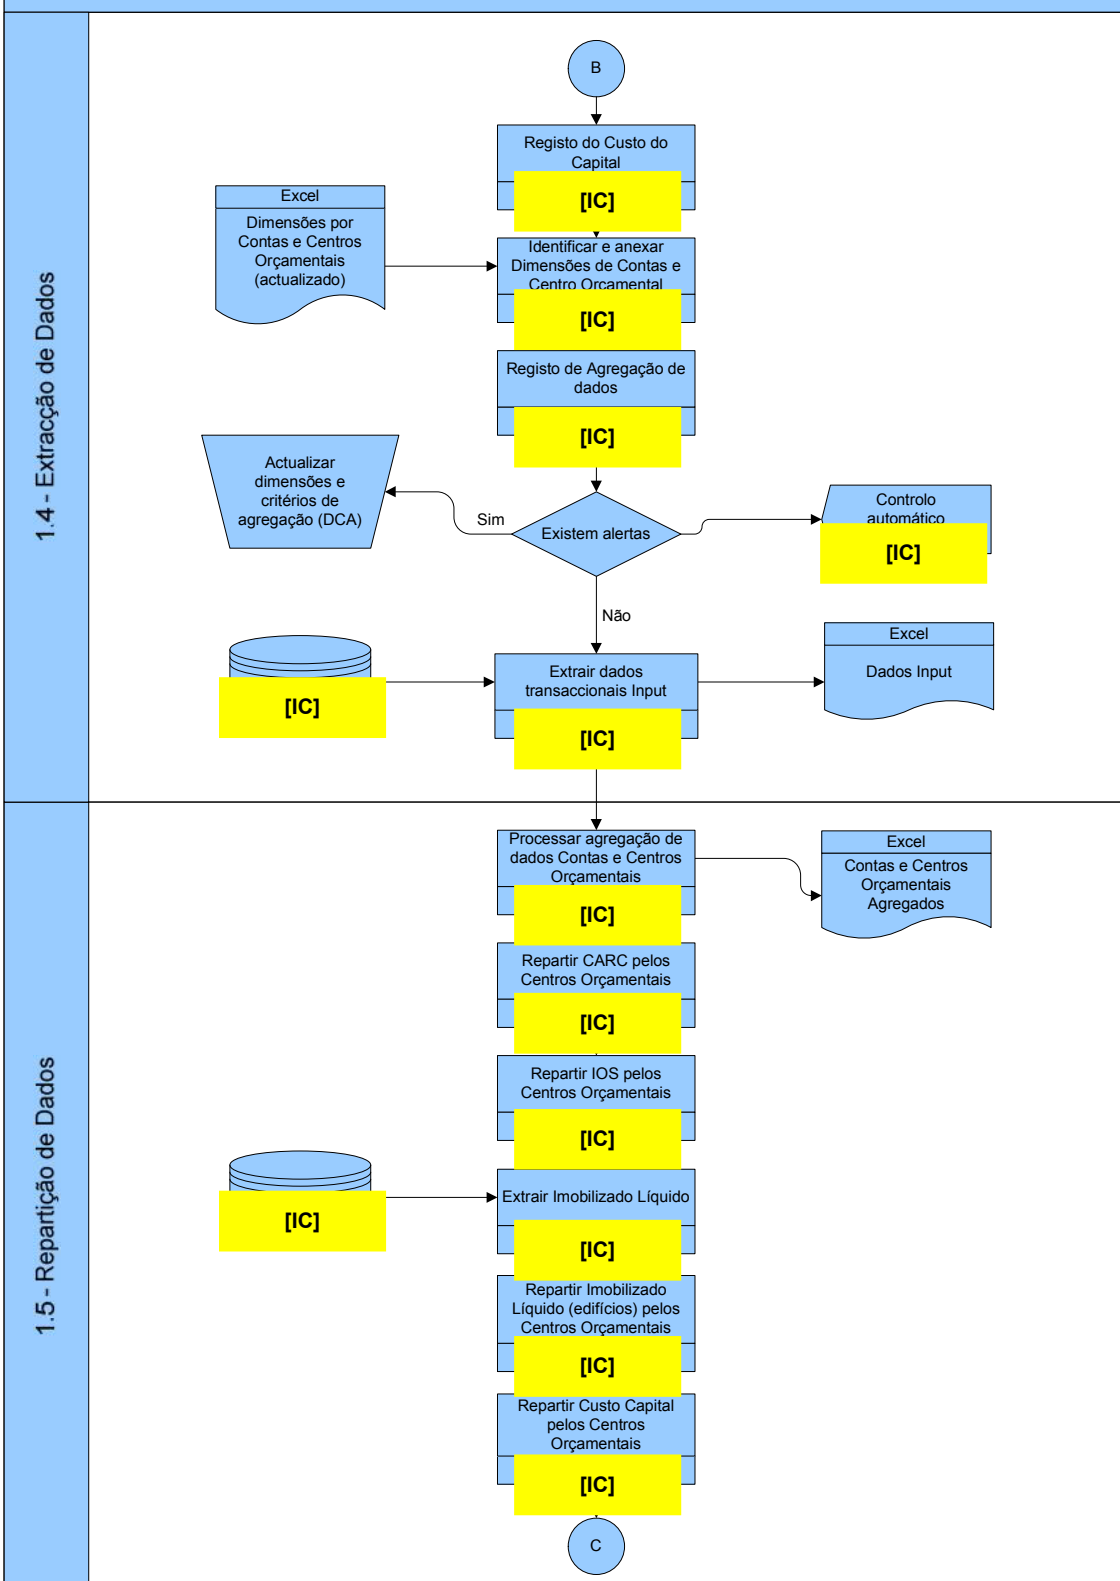 1.4 - Extracção de Dados
B
Registo do Custo do
Capital
[IC]
Excel
Dimensões por
Contas e Centros
Orçamentais
(actualizado)
Identificar e anexar
Dimensões de Contas e
Centro Orçamental
[IC]
Registo de Agregação de
dados
[IC]
Actualizar
dimensões e
critérios de
agregação (DCA)
Sim
Existem alertas
Controlo
automático
[IC]
Não
[IC]
Extrair dados
transaccionais Input
[IC]
Excel
Dados Input
1.5 - Repartição de Dados
Processar agregação de
dados Contas e Centros
Orçamentais
[IC]
Excel
Contas e Centros
Orçamentais
Agregados
Repartir CARC pelos
Centros Orçamentais
[IC]
Repartir IOS pelos
Centros Orçamentais
[IC]
[IC]
Extrair Imobilizado Líquido
[IC]
Repartir Imobilizado
Líquido (edifícios) pelos
Centros Orçamentais
[IC]
Repartir Custo Capital
pelos Centros
Orçamentais
[IC]
C